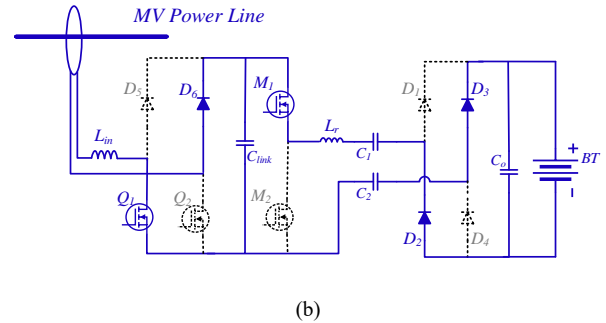 MV Power Line
D5 D6 M1 D1 D3
Lin Lr C1 Co BT + -
Clink
Q1 Q2 M2 C2 D2 D4
(b)